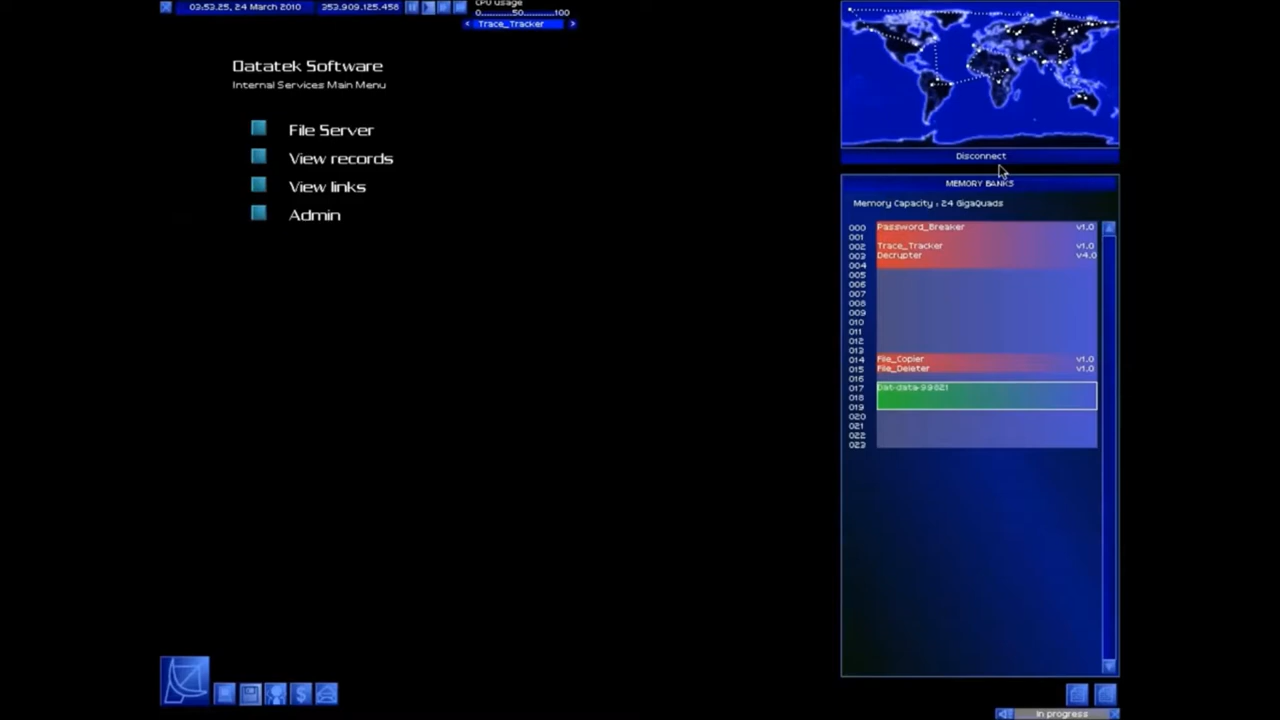 03:53.25, 24 March 2010
353.909.125.458
CPU usage
0.........50.........100
< Trace_Tracker >
Datatek Software
Internal Services Main Menu
File Server
View records
View links
Admin
Disconnect
MEMORY BANKS
Memory Capacity : 24 GigaQuads
000 Password_Breaker v1.0
001
002 Trace_Tracker v1.0
003 Decrypter v4.0
004
005
006
007
008
009
010
011
012
013
014 File_Copier v1.0
015 File_Deleter v1.0
016
017 Dat-data-99821
018
019
020
021
022
023
In progress